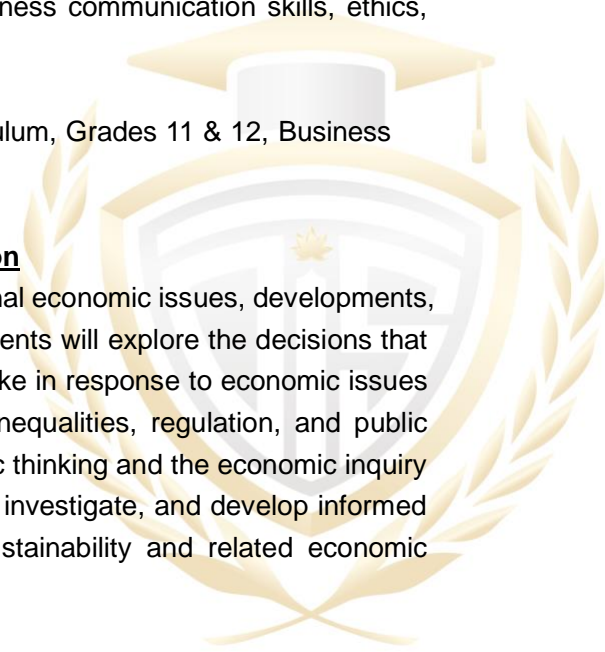 ness communication skills, ethics,
ulum, Grades 11 & 12, Business
on
nal economic issues, developments,
ents will explore the decisions that
ke in response to economic issues
nequalities, regulation, and public
c thinking and the economic inquiry
investigate, and develop informed
stainability and related economic